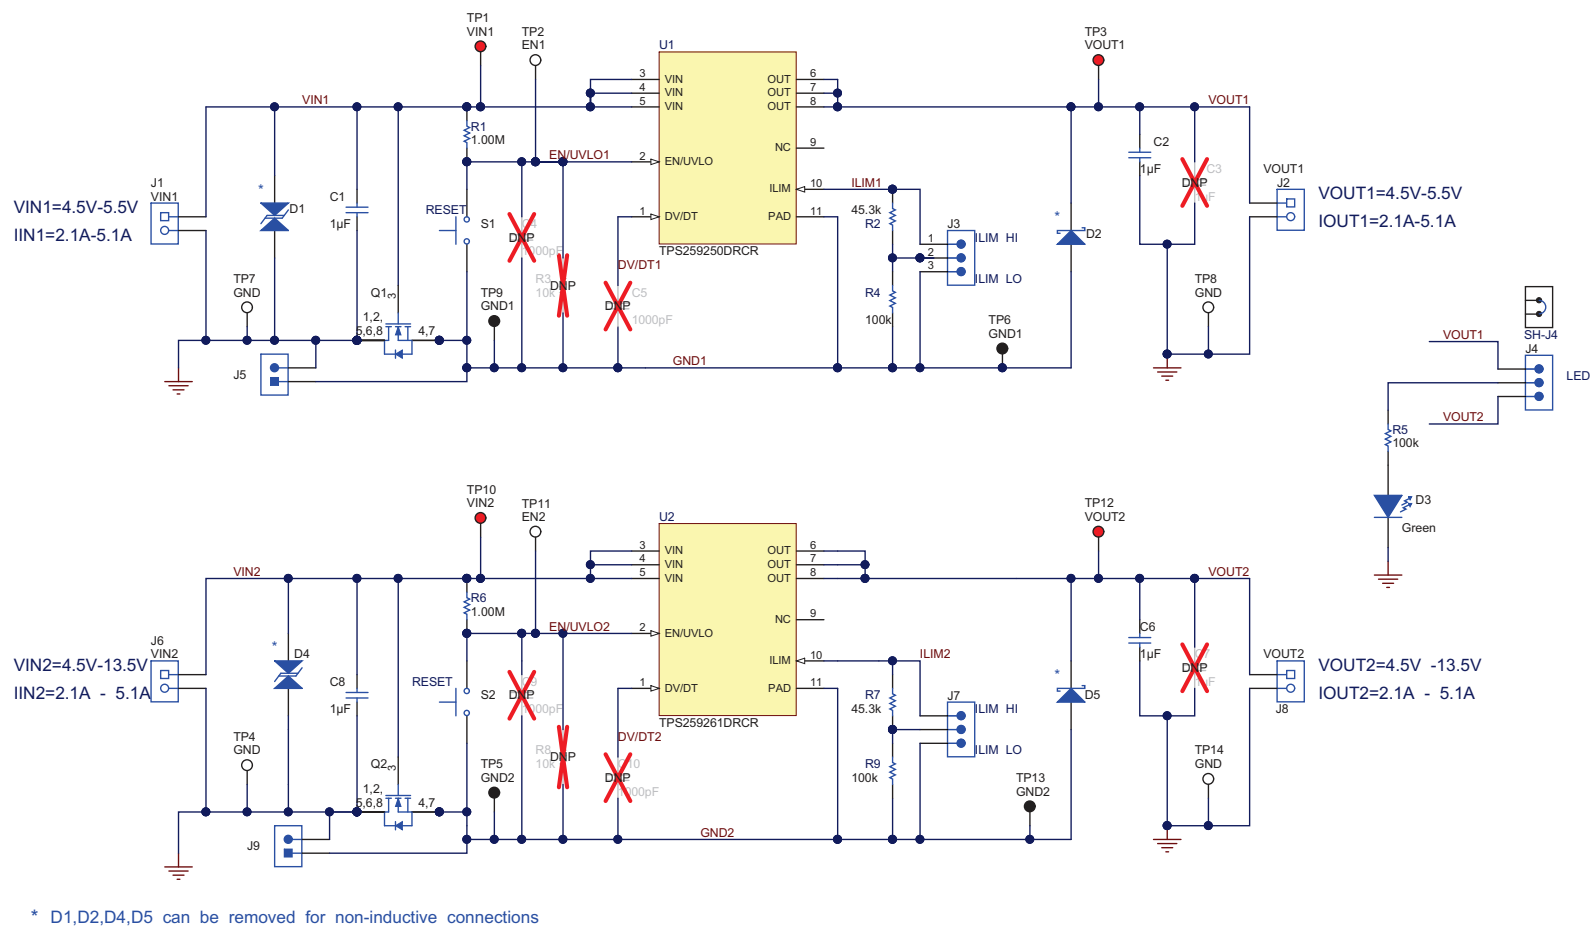 TP1
VIN1
TP2
EN1
U1
TP3
VOUT1
3 VIN OUT 6
4 VIN OUT 7
5 VIN OUT 8
VIN1
VOUT1
R1
1.00M
NC 9
EN/UVLO1
2 EN/UVLO
C2
1µF
DNP
C3
VOUT1
J2
J1
VIN1
VIN1=4.5V-5.5V
IIN1=2.1A-5.1A
*
D1
C1
1µF
RESET
S1
DNP
ILIM 10
ILIM1
1 DV/DT
PAD 11
45.3k
R2
J3
ILIM HI
1
2
3
ILIM LO
*
D2
VOUT1=4.5V-5.5V
IOUT1=2.1A-5.1A
TPS259250DRCR
DV/DT1
R3
10k
DNP
DNP
C5
1000pF
TP7
GND
Q1
3
1,2,
5,6,8
4,7
TP9
GND1
R4
100k
TP6
GND1
TP8
GND
J5
GND1
SH-J4
J4
VOUT1
LED
VOUT2
R5
100k
D3
Green
TP10
VIN2
TP11
EN2
U2
TP12
VOUT2
3 VIN OUT 6
4 VIN OUT 7
5 VIN OUT 8
VIN2
VOUT2
R6
1.00M
NC 9
EN/UVLO2
2 EN/UVLO
C6
1µF
DNP
VOUT2
J8
J6
VIN2
VIN2=4.5V-13.5V
IIN2=2.1A - 5.1A
*
D4
C8
1µF
RESET
S2
DNP
ILIM 10
ILIM2
1 DV/DT
PAD 11
R7
45.3k
J7
ILIM HI
ILIM LO
*
D5
VOUT2=4.5V -13.5V
IOUT2=2.1A - 5.1A
TPS259261DRCR
DV/DT2
R8
10k
DNP
DNP
TP4
GND
Q2
3
1,2,
5,6,8
4,7
TP5
GND2
R9
100k
TP13
GND2
TP14
GND
J9
GND2
* D1,D2,D4,D5 can be removed for non-inductive connections